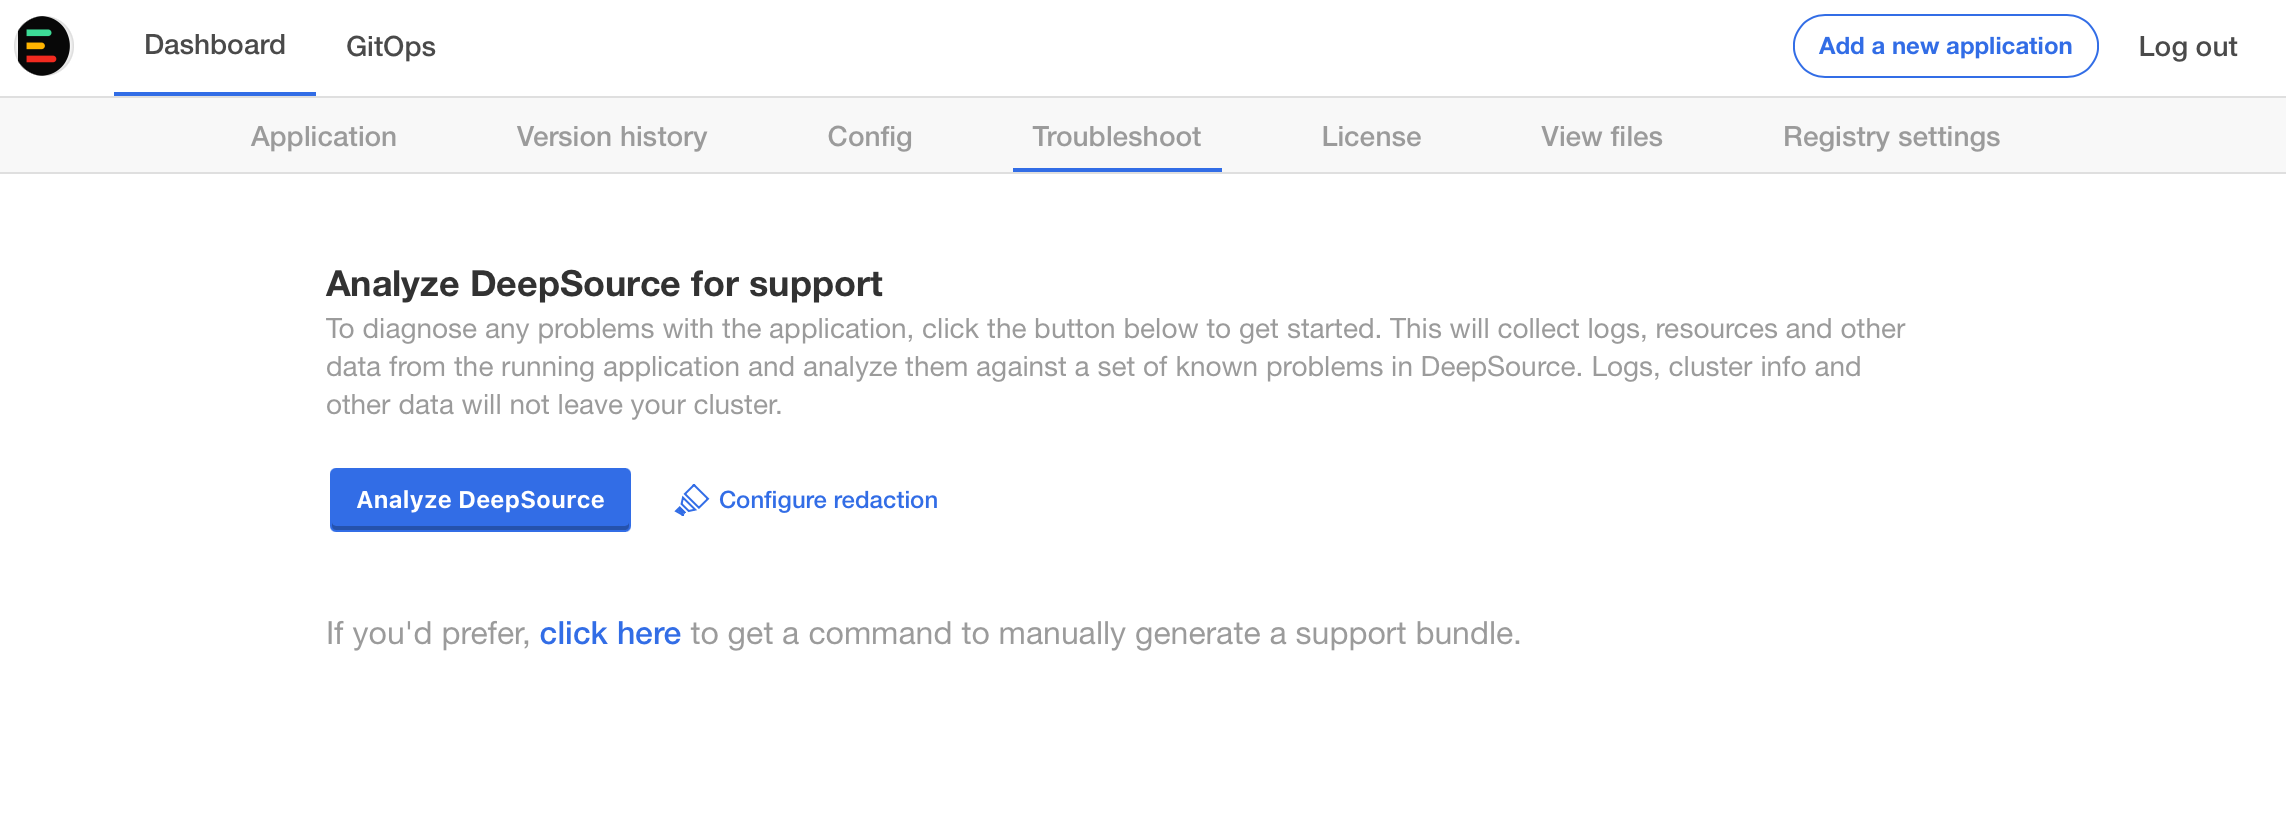 Dashboard GitOps Add a new application Log out
Application Version history Config Troubleshoot License View files Registry settings
Analyze DeepSource for support
To diagnose any problems with the application, click the button below to get started. This will collect logs, resources and other
data from the running application and analyze them against a set of known problems in DeepSource. Logs, cluster info and
other data will not leave your cluster.
Analyze DeepSource Configure redaction
If you'd prefer, click here to get a command to manually generate a support bundle.